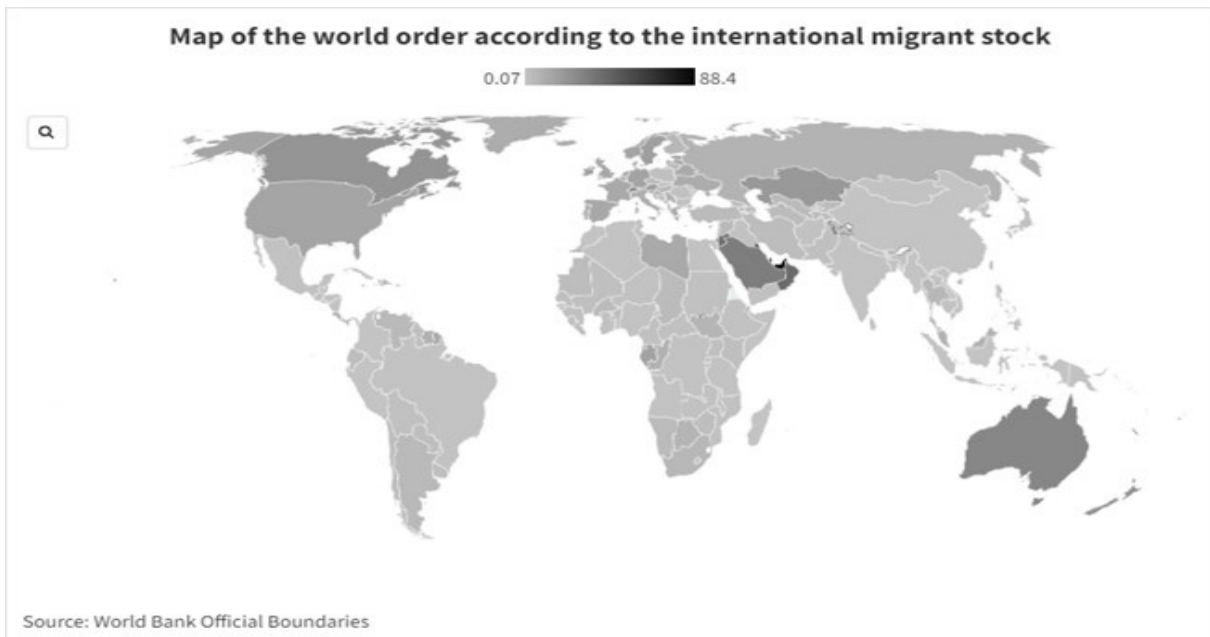 Map of the world order according to the international migrant stock
0.07 88.4
Source: World Bank Official Boundaries